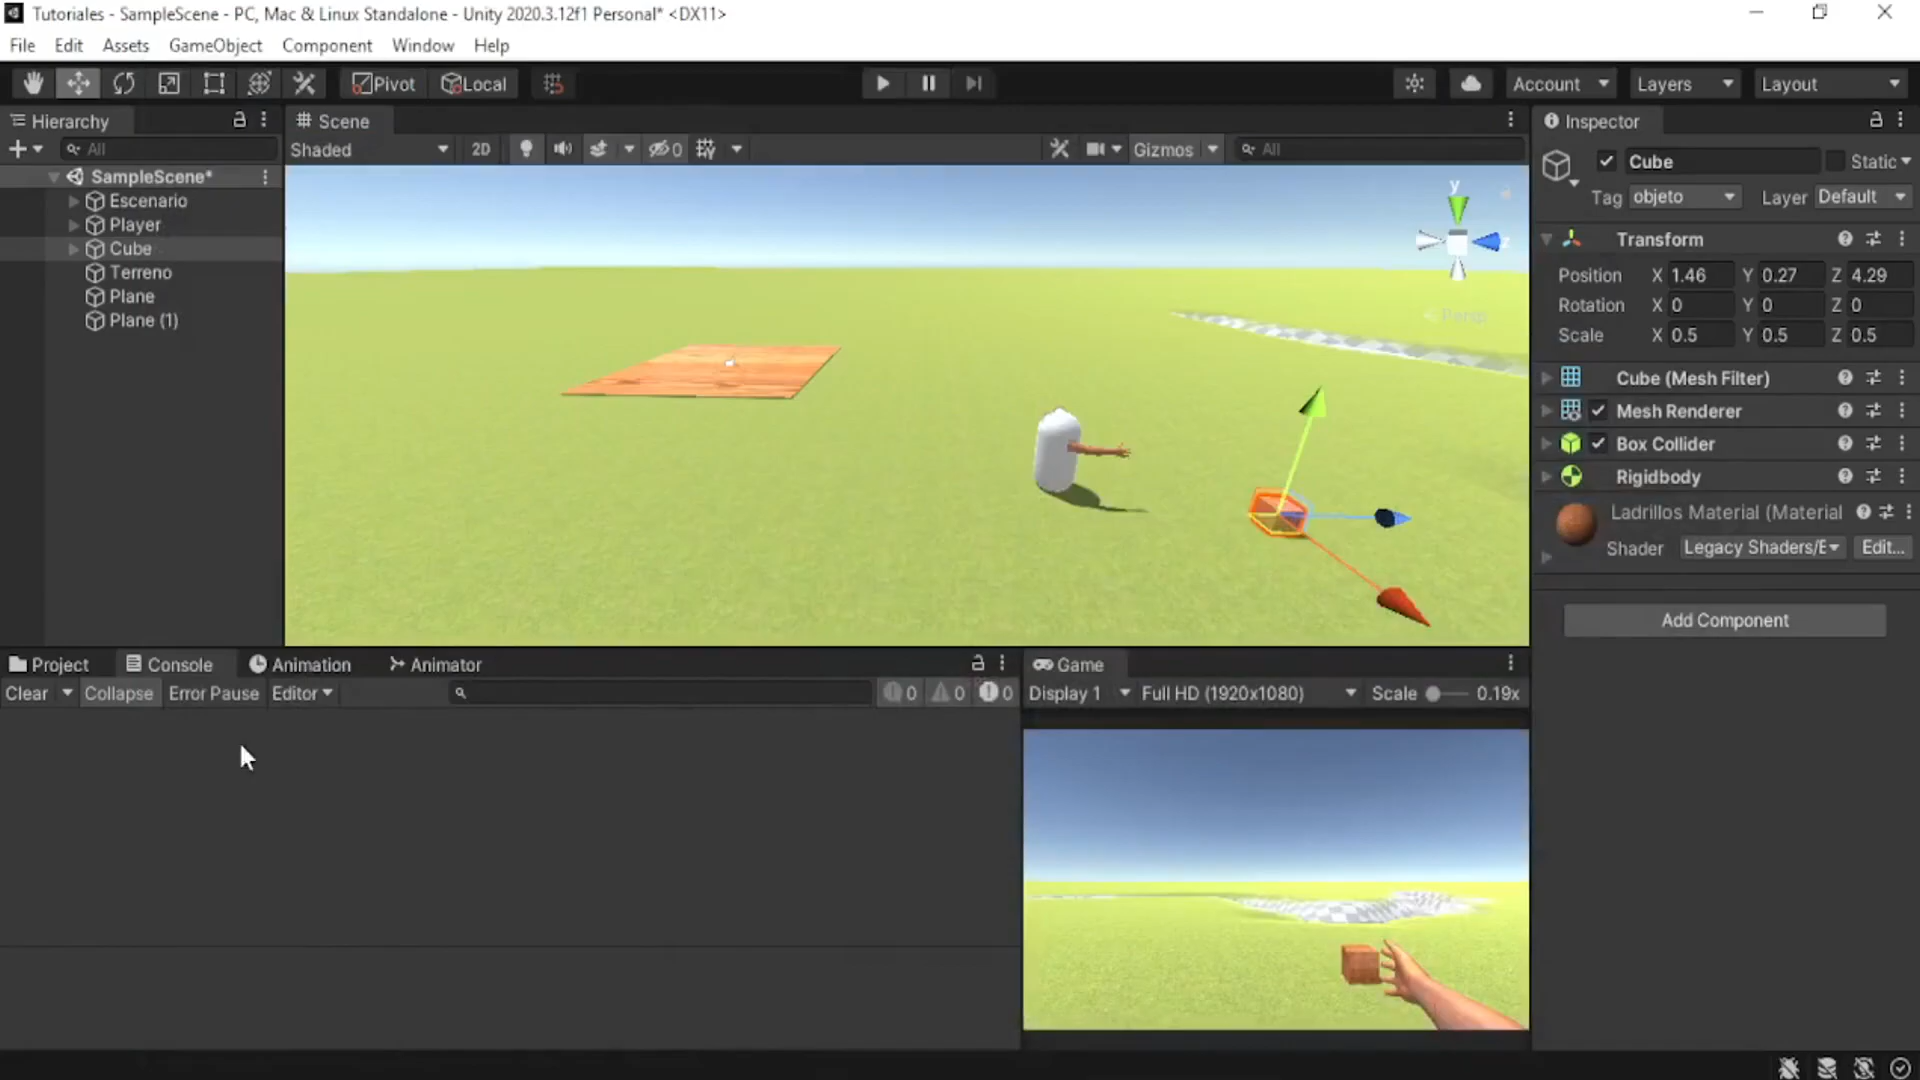 Tutoriales - SampleScene - PC, Mac & Linux Standalone - Unity 2020.3.12f1 Personal* <DX11>
File Edit Assets GameObject Component Window Help
Pivot Local Account Layers Layout
Hierarchy
All
SampleScene*
Escenario
Player
Cube
Terreno
Plane
Plane (1)
Scene
Shaded 2D 0 Gizmos All
y
z
Persp
Inspector
Cube Static
Tag objeto Layer Default
Transform
Position X 1.46 Y 0.27 Z 4.29
Rotation X 0 Y 0 Z 0
Scale X 0.5 Y 0.5 Z 0.5
Cube (Mesh Filter)
Mesh Renderer
Box Collider
Rigidbody
Ladrillos Material (Material
Shader Legacy Shaders/E Edit...
Add Component
Project Console Animation Animator
Clear Collapse Error Pause Editor 0 0 0
Game
Display 1 Full HD (1920x1080) Scale 0.19x